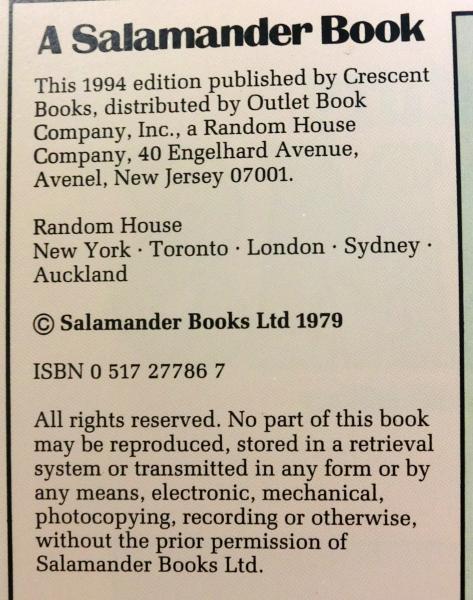 A Salamander Book
This 1994 edition published by Crescent
Books, distributed by Outlet Book
Company, Inc., a Random House
Company, 40 Engelhard Avenue,
Avenel, New Jersey 07001.
Random House
New York · Toronto · London · Sydney ·
Auckland
© Salamander Books Ltd 1979
ISBN 0 517 27786 7
All rights reserved. No part of this book
may be reproduced, stored in a retrieval
system or transmitted in any form or by
any means, electronic, mechanical,
photocopying, recording or otherwise,
without the prior permission of
Salamander Books Ltd.